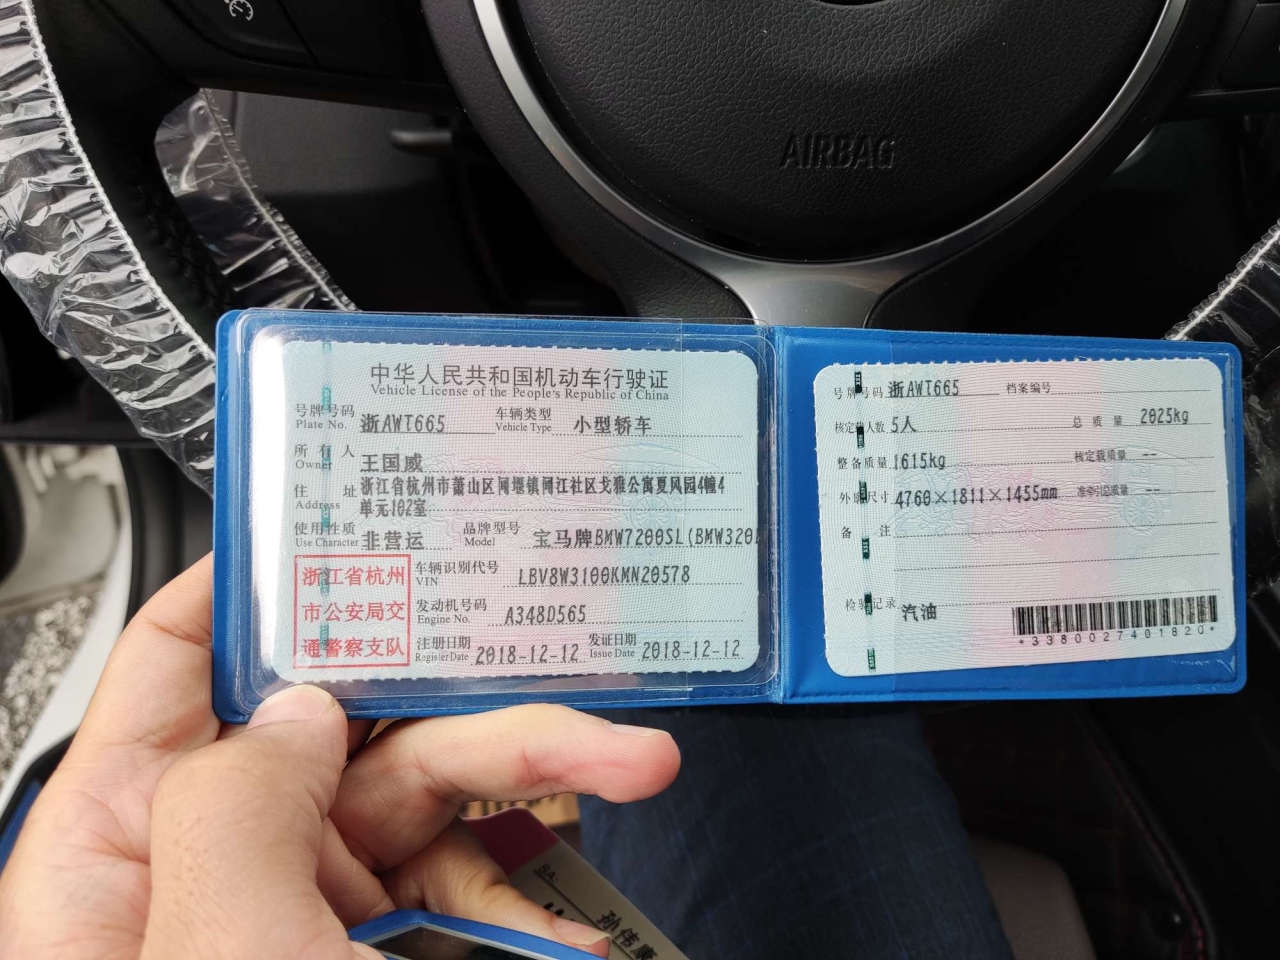 AIRBAG
中华人民共和国机动车行驶证
Vehicle License of the People's Republic of China
号牌号码 浙AWT665 车辆类型 小型轿车
Plate No. Vehicle Type
所有人 王国威
Owner
住址 浙江省杭州市萧山区闻堰镇闻江社区戈雅公寓夏风园4幢4
Address 单元102室
使用性质 非营运 品牌型号 宝马牌BMW7200SL(BMW320
Use Character Model
浙江省杭州
市公安局交
通警察支队
车辆识别代号 LBV8W3100KMN20578
VIN
发动机号码 A348D565
Engine No.
注册日期 2018-12-12 发证日期 2018-12-12
Register Date Issue Date
号牌号码 浙AWT665 档案编号
核定载人数 5人 总质量 2025kg
整备质量 1615kg 核定载质量 --
外廓尺寸 4760×1811×1455mm 准牵引总质量 --
备注
检验记录 汽油
*3380027401820*
孙伟康